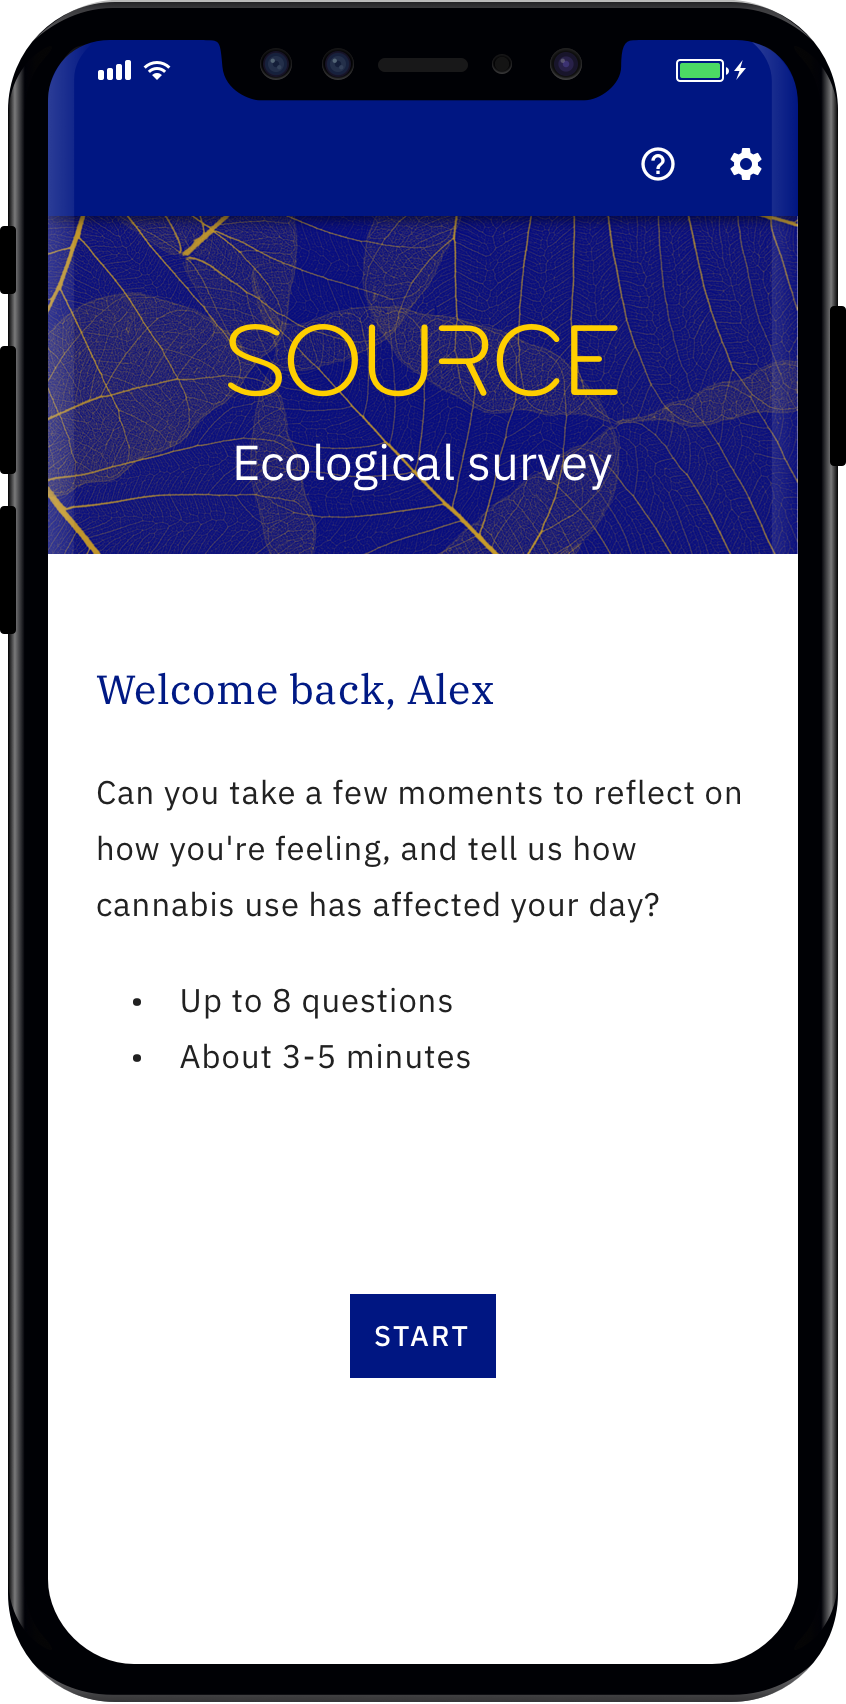 SOURCE
Ecological survey
Welcome back, Alex
Can you take a few moments to reflect on
how you're feeling, and tell us how
cannabis use has affected your day?
• Up to 8 questions
• About 3-5 minutes
START